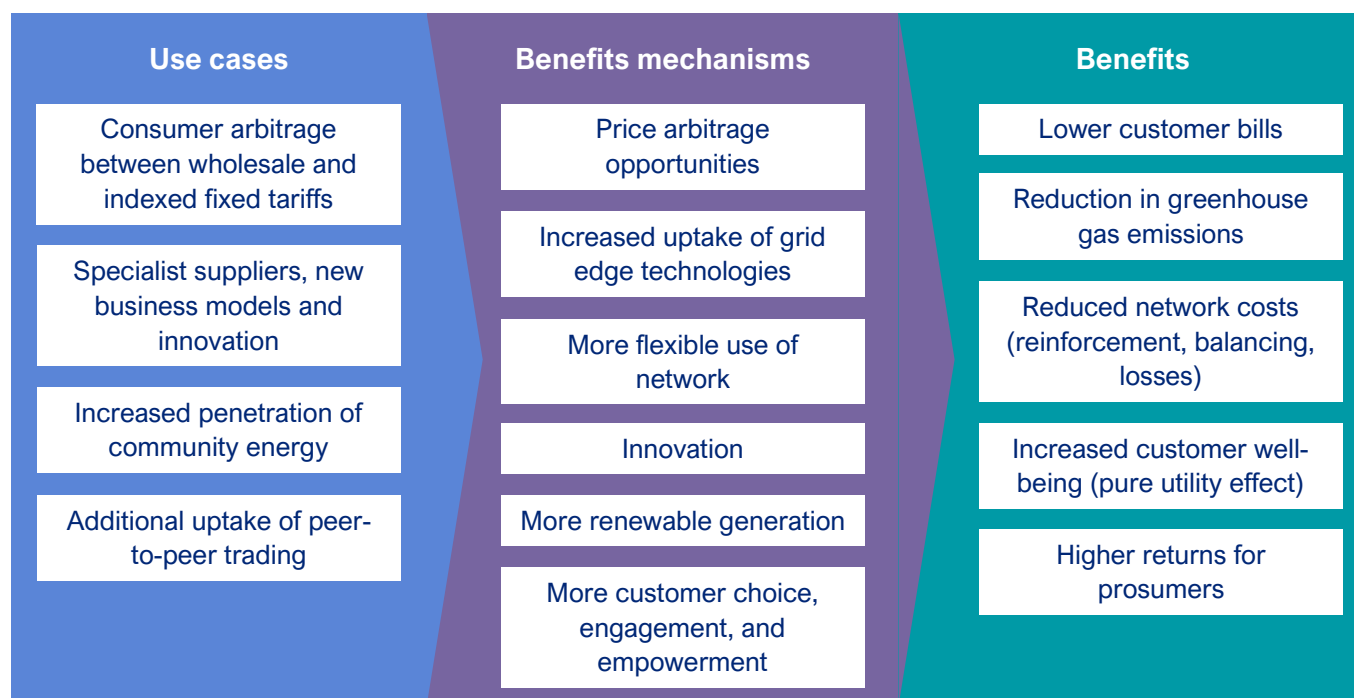 Use cases
Consumer arbitrage
between wholesale and
indexed fixed tariffs
Specialist suppliers, new
business models and
innovation
Increased penetration of
community energy
Additional uptake of peer-
to-peer trading
Benefits mechanisms
Price arbitrage
opportunities
Increased uptake of grid
edge technologies
More flexible use of
network
Innovation
More renewable generation
More customer choice,
engagement, and
empowerment
Benefits
Lower customer bills
Reduction in greenhouse
gas emissions
Reduced network costs
(reinforcement, balancing,
losses)
Increased customer well-
being (pure utility effect)
Higher returns for
prosumers